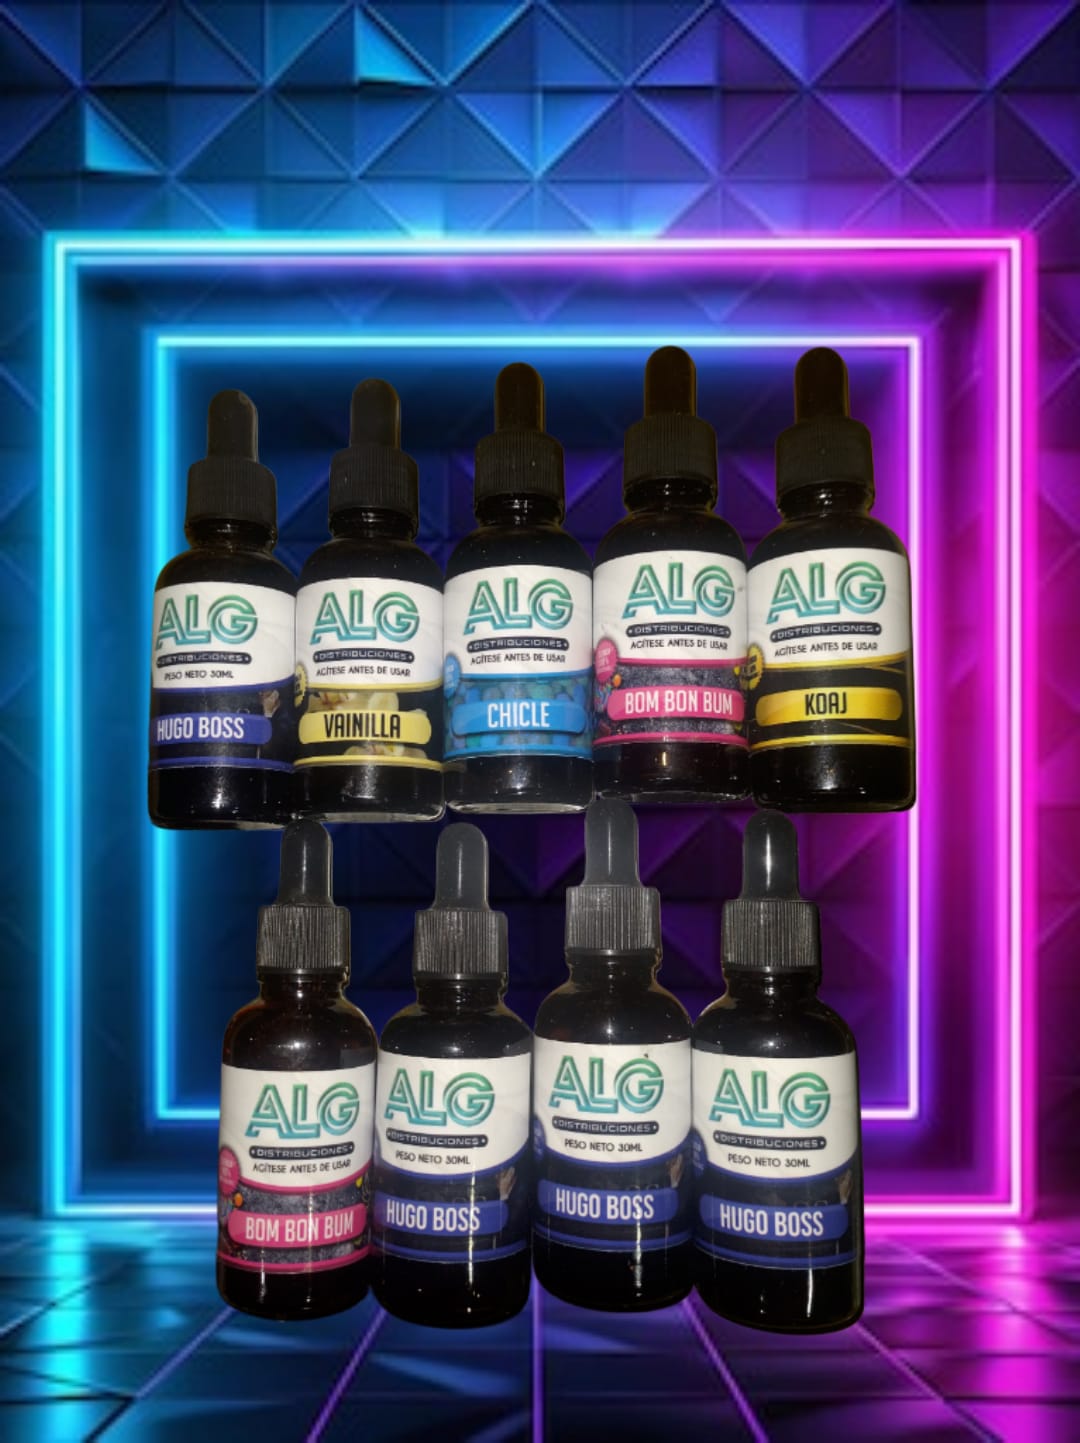 ALG
DISTRIBUCIONES
PESO NETO 30ML
HUGO BOSS
ALG
DISTRIBUCIONES
AGÍTESE ANTES DE USAR
VAINILLA
ALG
DISTRIBUCIONES
AGÍTESE ANTES DE USAR
CHICLE
ALG
DISTRIBUCIONES
AGÍTESE ANTES DE USAR
BOM BON BUM
ALG
DISTRIBUCIONES
AGÍTESE ANTES DE USAR
KOAJ
ALG
DISTRIBUCIONES
AGÍTESE ANTES DE USAR
BOM BON BUM
ALG
DISTRIBUCIONES
PESO NETO 30ML
HUGO BOSS
ALG
DISTRIBUCIONES
PESO NETO 30ML
HUGO BOSS
ALG
DISTRIBUCIONES
PESO NETO 30ML
HUGO BOSS